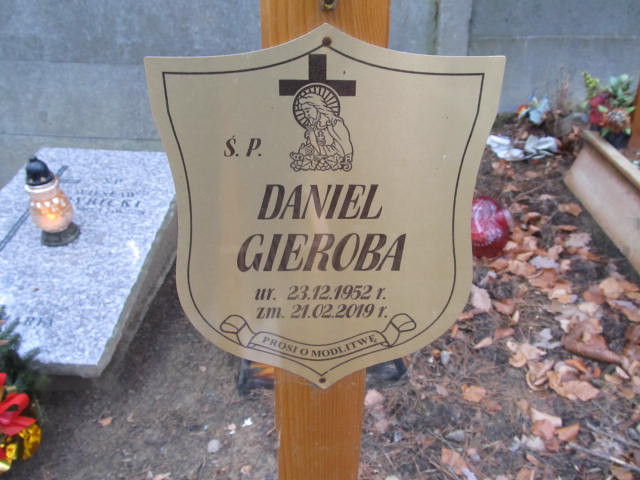 Ś. P.
DANIEL
GIEROBA
ur. 23.12.1952 r.
zm. 21.02.2019 r.
PROSI O MODLITWĘ